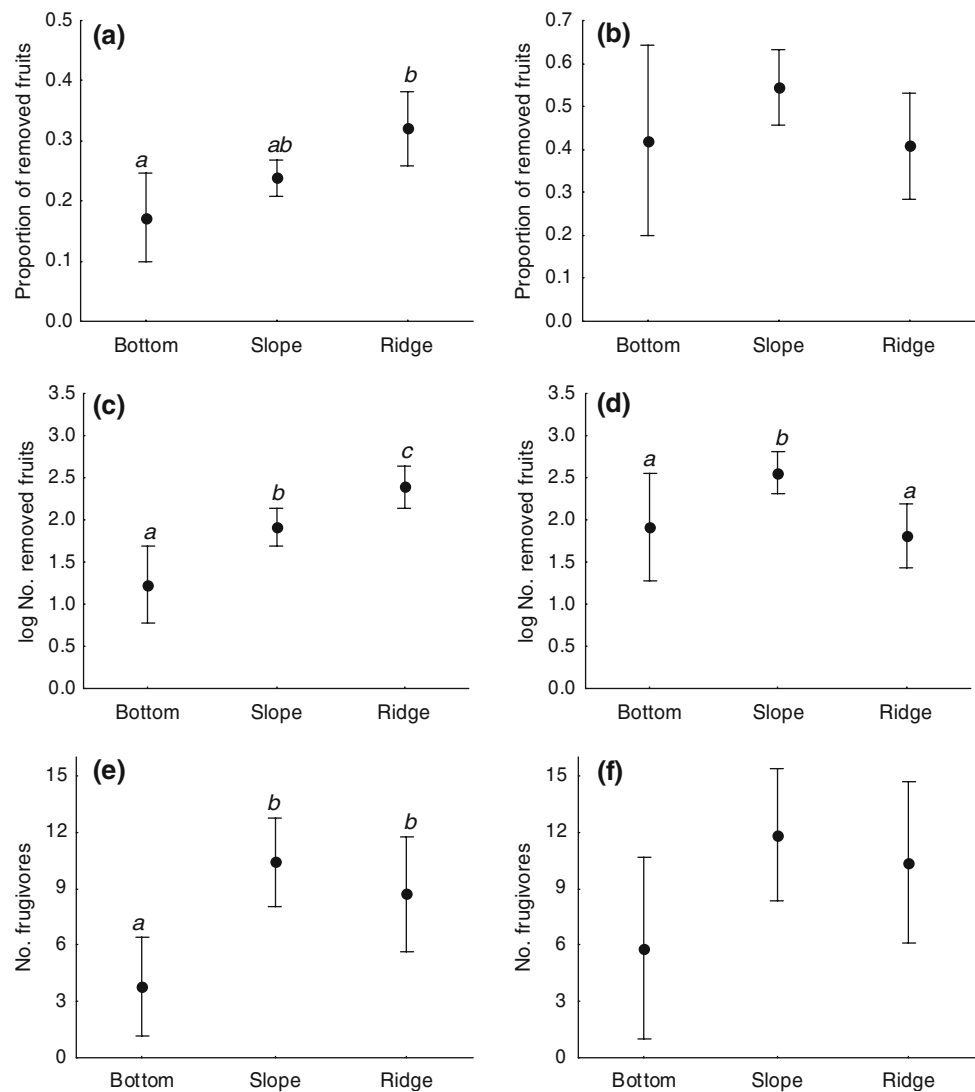 (a)
Proportion of removed fruits
0.5
0.4
0.3
0.2
0.1
0.0
a
ab
b
Bottom Slope Ridge
(b)
Proportion of removed fruits
0.7
0.6
0.5
0.4
0.3
0.2
0.1
0.0
Bottom Slope Ridge
(c)
log No. removed fruits
3.5
3.0
2.5
2.0
1.5
1.0
0.5
0.0
a
b
c
Bottom Slope Ridge
(d)
log No. removed fruits
3.5
3.0
2.5
2.0
1.5
1.0
0.5
0.0
a
b
a
Bottom Slope Ridge
(e)
No. frugivores
15
12
9
6
3
0
a
b
b
Bottom Slope Ridge
(f)
No. frugivores
15
12
9
6
3
0
Bottom Slope Ridge